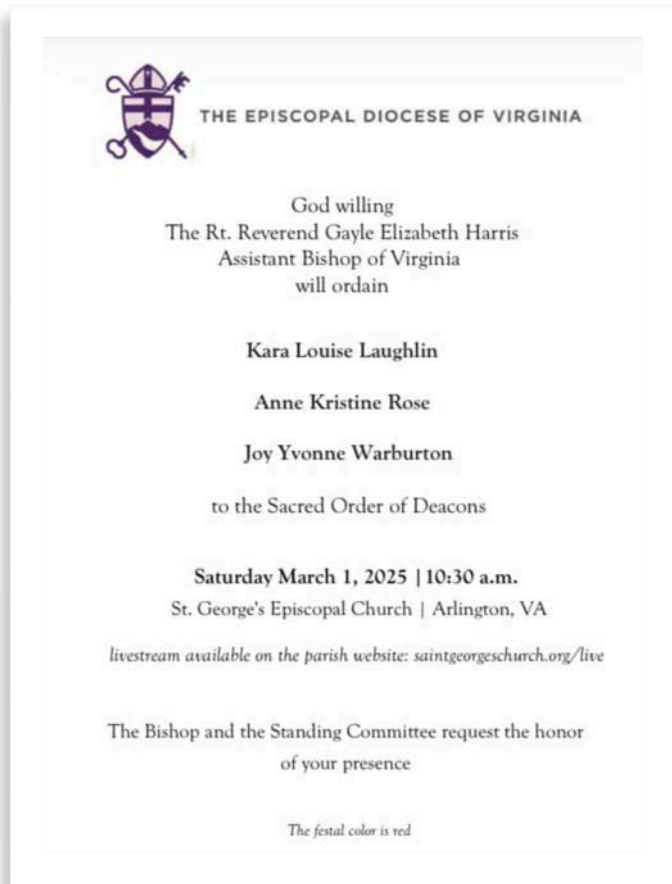 THE EPISCOPAL DIOCESE OF VIRGINIA
God willing
The Rt. Reverend Gayle Elizabeth Harris
Assistant Bishop of Virginia
will ordain
Kara Louise Laughlin
Anne Kristine Rose
Joy Yvonne Warburton
to the Sacred Order of Deacons
Saturday March 1, 2025 | 10:30 a.m.
St. George's Episcopal Church | Arlington, VA
livestream available on the parish website: saintgeorgeschurch.org/live
The Bishop and the Standing Committee request the honor
of your presence
The festal color is red